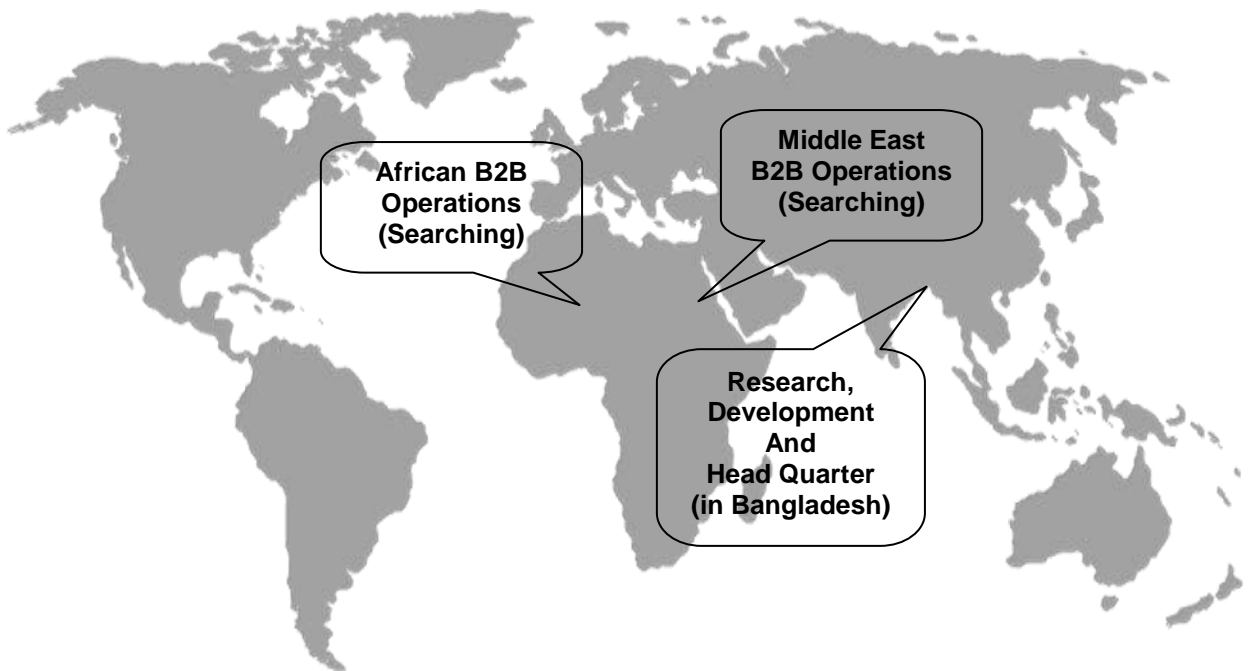 African B2B
Operations
(Searching)
Middle East
B2B Operations
(Searching)
Research,
Development
And
Head Quarter
(in Bangladesh)